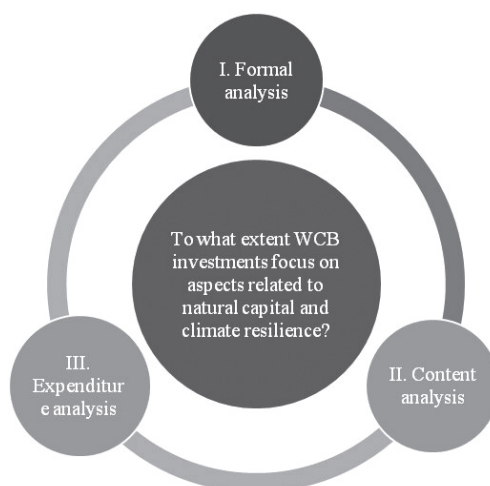 I. Formal
analysis
To what extent WCB
investments focus on
aspects related to
natural capital and
climate resilience?
III.
Expenditur
e analysis
II. Content
analysis